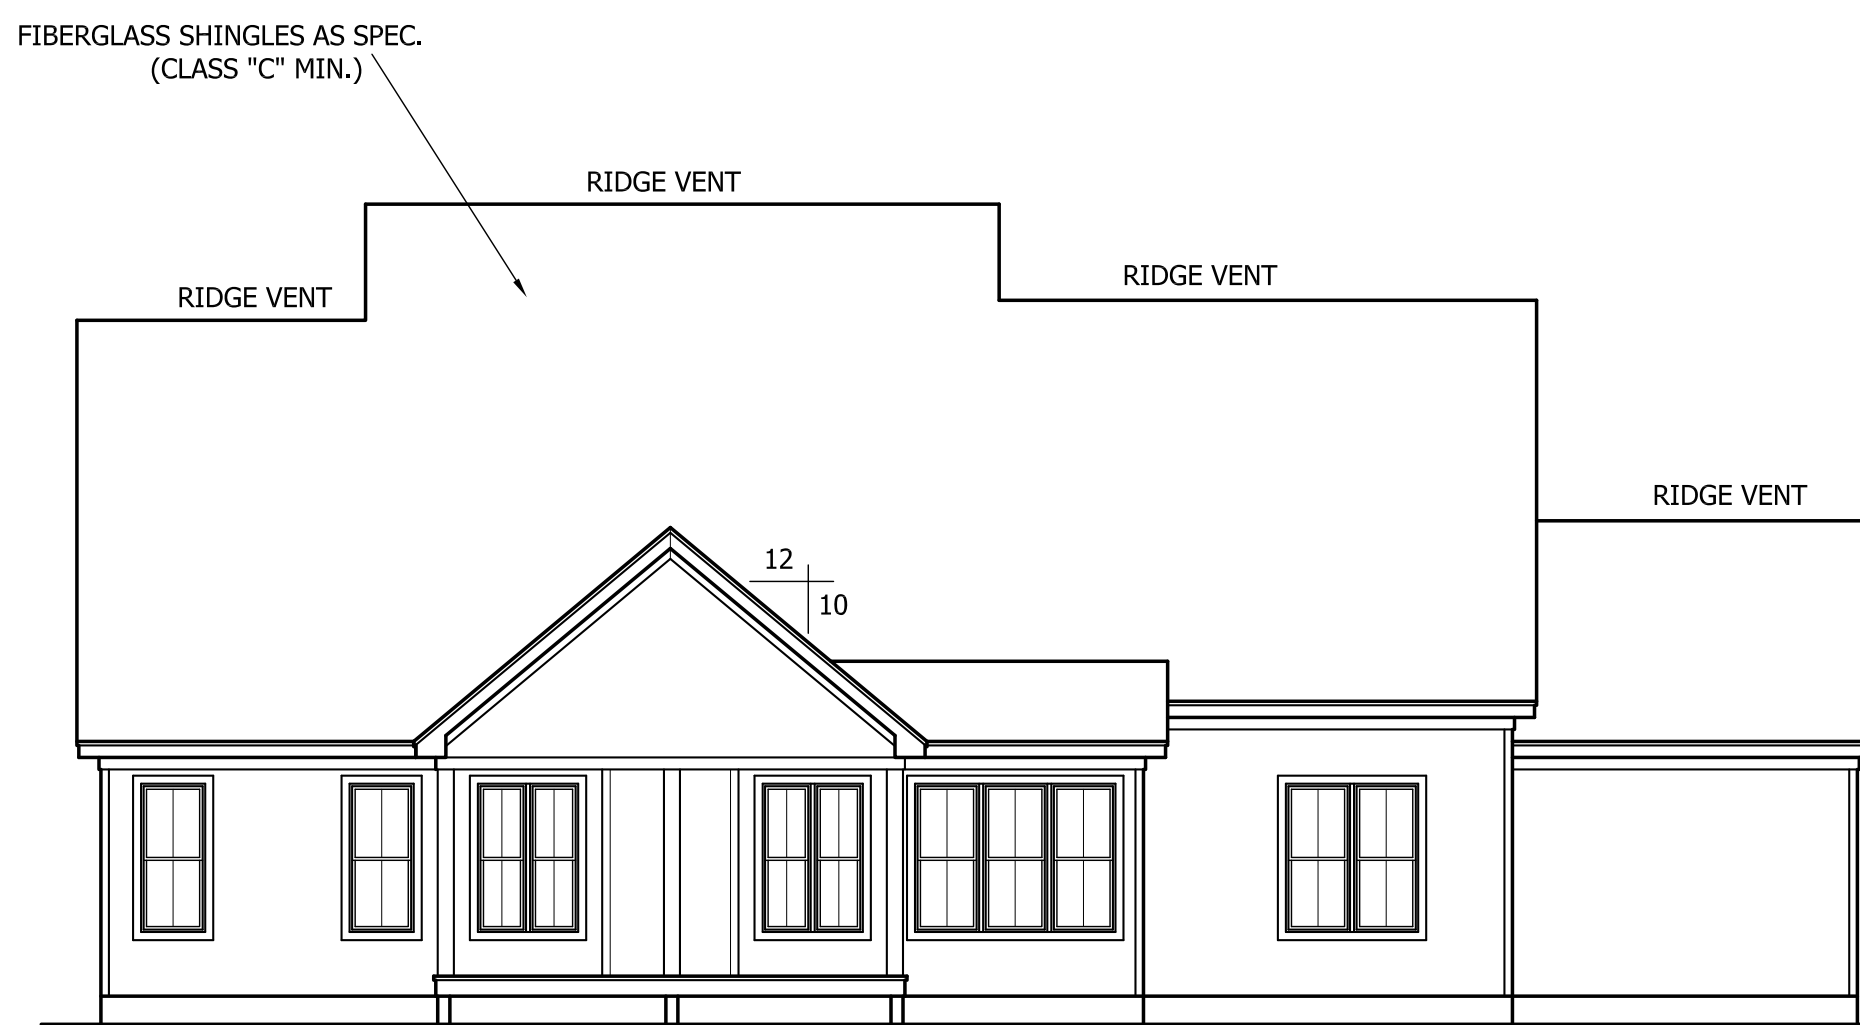 FIBERGLASS SHINGLES AS SPEC.
(CLASS "C" MIN.)
RIDGE VENT
RIDGE VENT
RIDGE VENT
RIDGE VENT
12
10